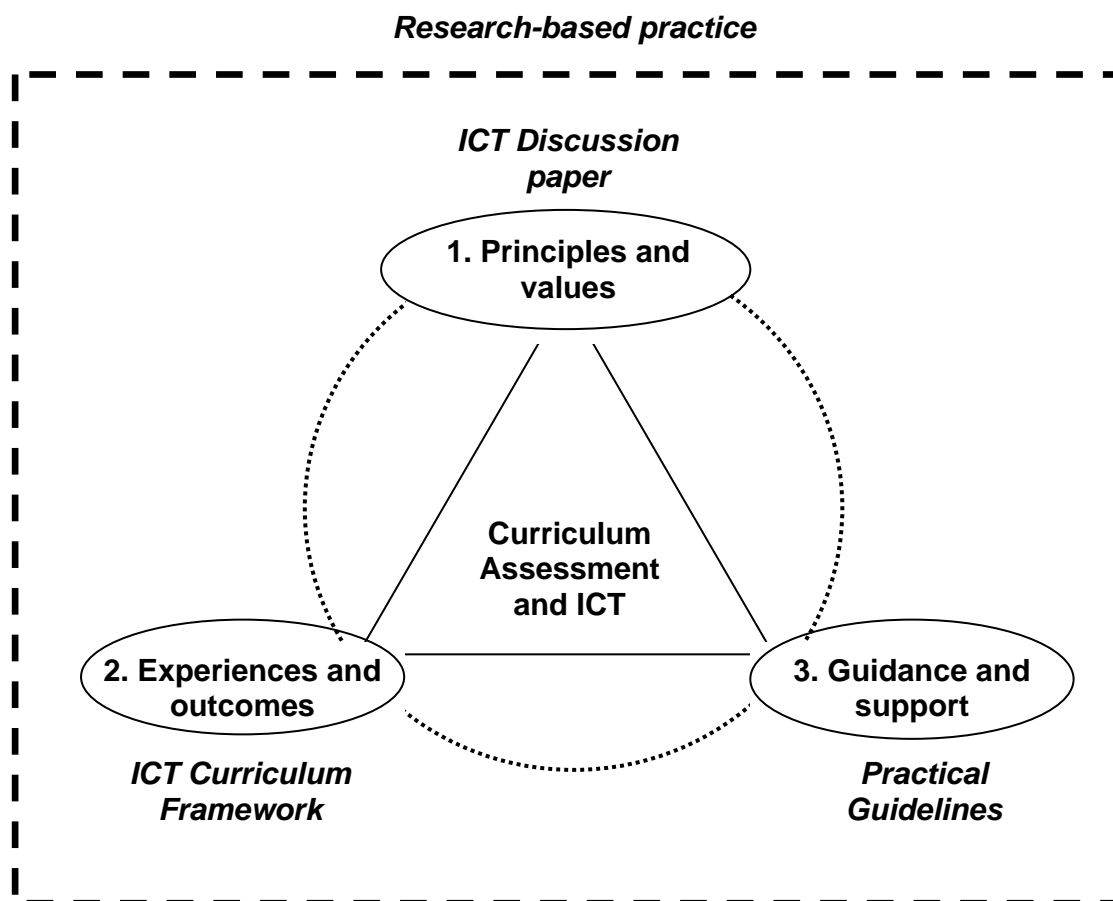 Research-based practice
ICT Discussion
paper
1. Principles and
values
Curriculum
Assessment
and ICT
2. Experiences and
outcomes
3. Guidance and
support
ICT Curriculum
Framework
Practical
Guidelines